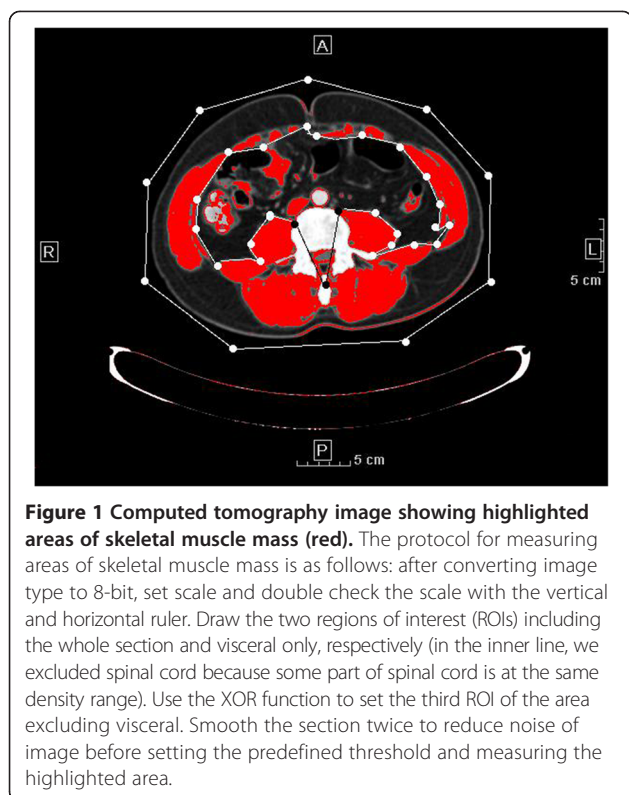 A
R
L
5 cm
P
5 cm
Figure 1 Computed tomography image showing highlighted
areas of skeletal muscle mass (red). The protocol for measuring
areas of skeletal muscle mass is as follows: after converting image
type to 8-bit, set scale and double check the scale with the vertical
and horizontal ruler. Draw the two regions of interest (ROIs) including
the whole section and visceral only, respectively (in the inner line, we
excluded spinal cord because some part of spinal cord is at the same
density range). Use the XOR function to set the third ROI of the area
excluding visceral. Smooth the section twice to reduce noise of
image before setting the predefined threshold and measuring the
highlighted area.